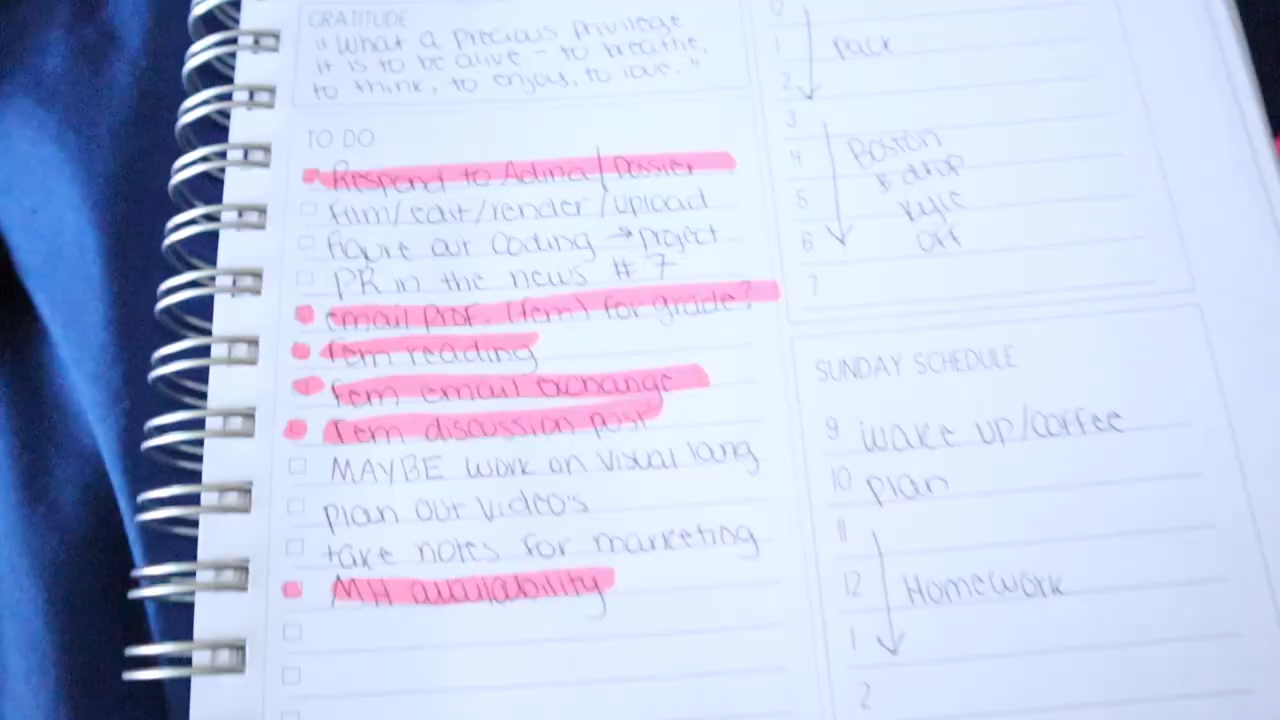 GRATITUDE
"What a precious privilege
it is to be alive – to breathe,
to think, to enjoy, to love."
TO DO
Respond to Adina/Dossier
film/edit/render/upload
figure out coding → project
PR in the news #7
email prof. (fem) for grade?
fem reading
fem email exchange
fem discussion post
MAYBE work on visual lang
plan out video's
take notes for marketing
MH availability
1 pack
2
3
4 Boston
& drop
5 kyle
6 off
7
SUNDAY SCHEDULE
9 wake up/coffee
10 plan
11
12 Homework
1
2